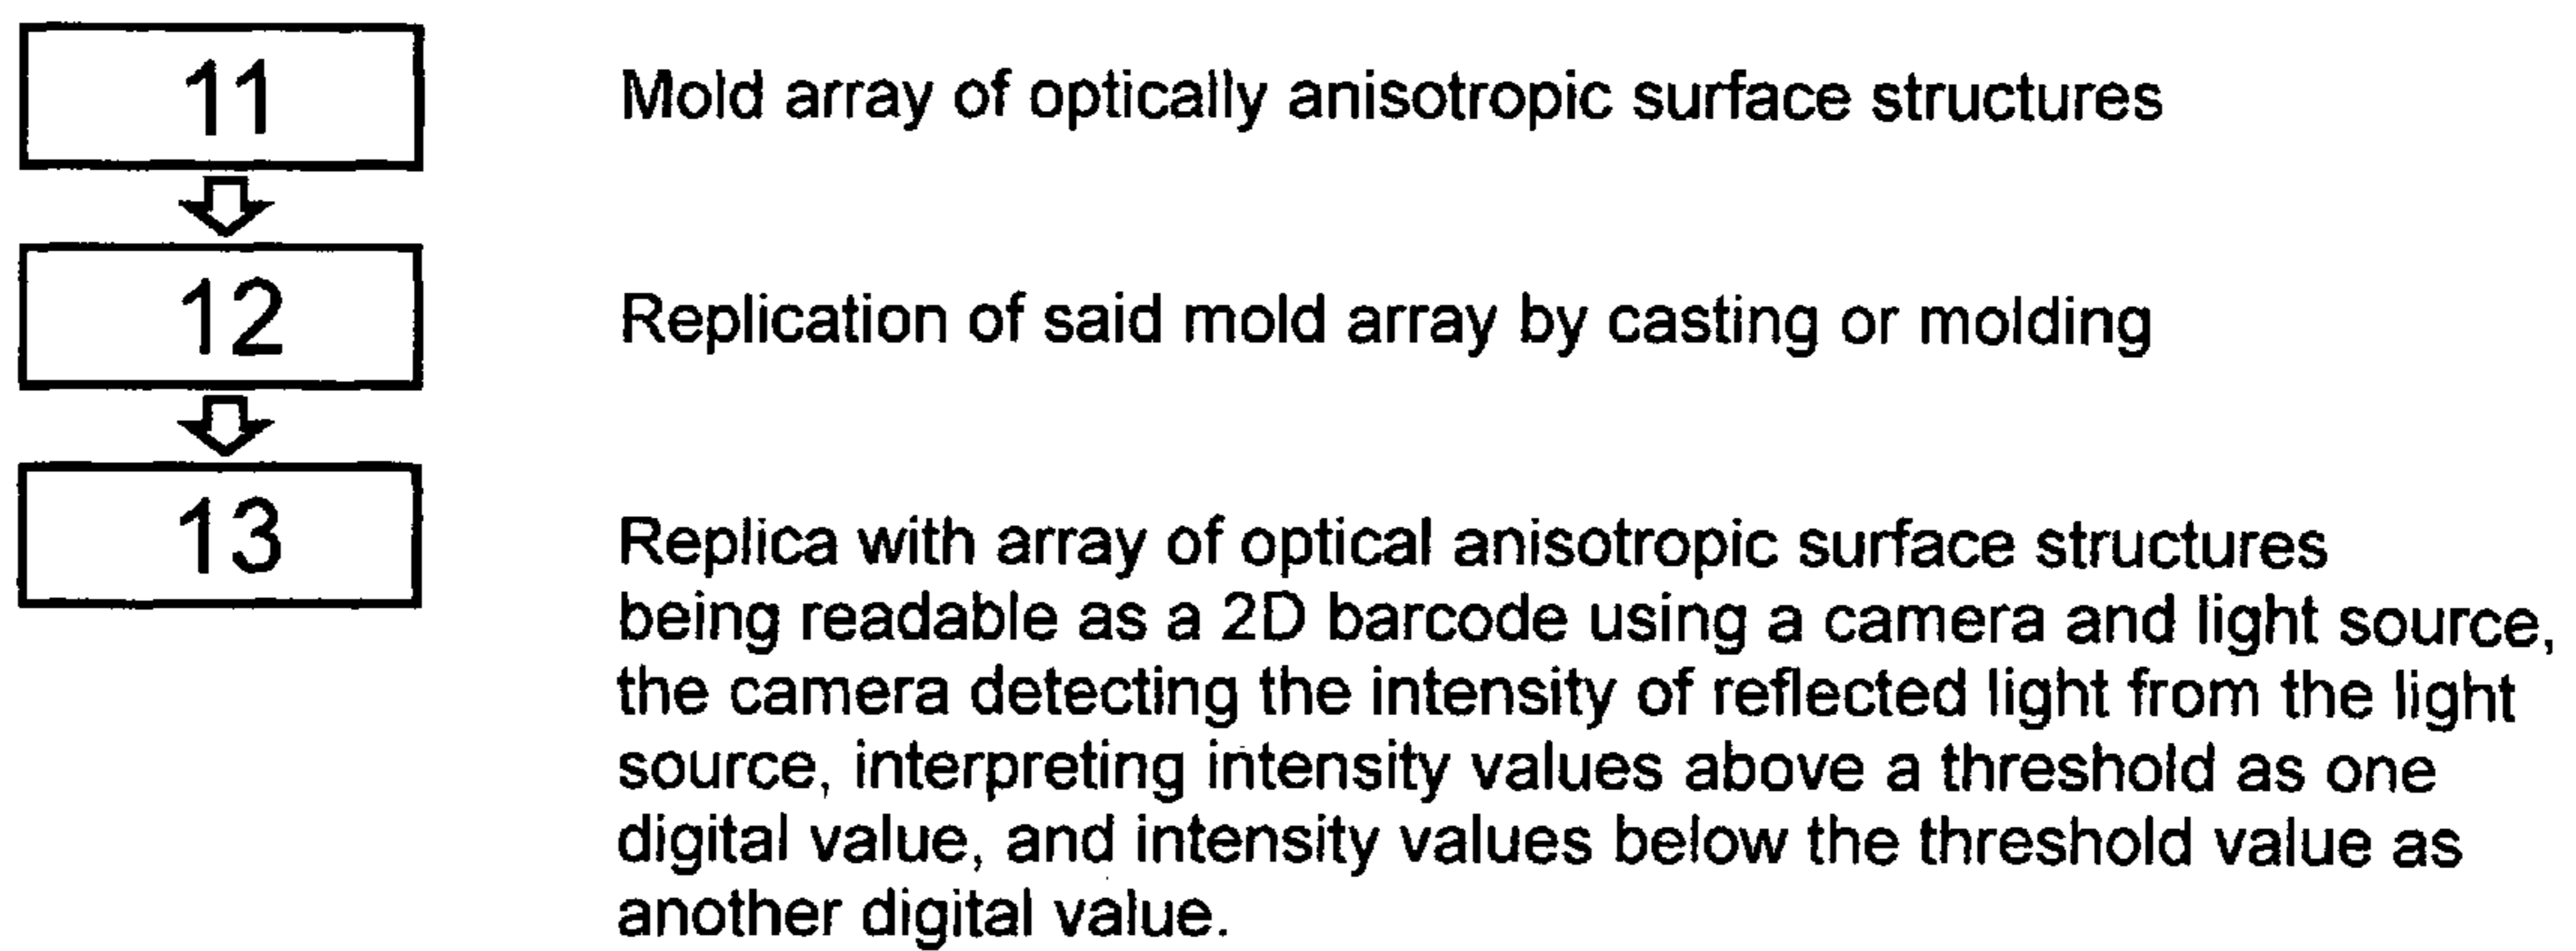 11 Mold array of optically anisotropic surface structures
12 Replication of said mold array by casting or molding
13 Replica with array of optical anisotropic surface structures
being readable as a 2D barcode using a camera and light source,
the camera detecting the intensity of reflected light from the light
source, interpreting intensity values above a threshold as one
digital value, and intensity values below the threshold value as
another digital value.